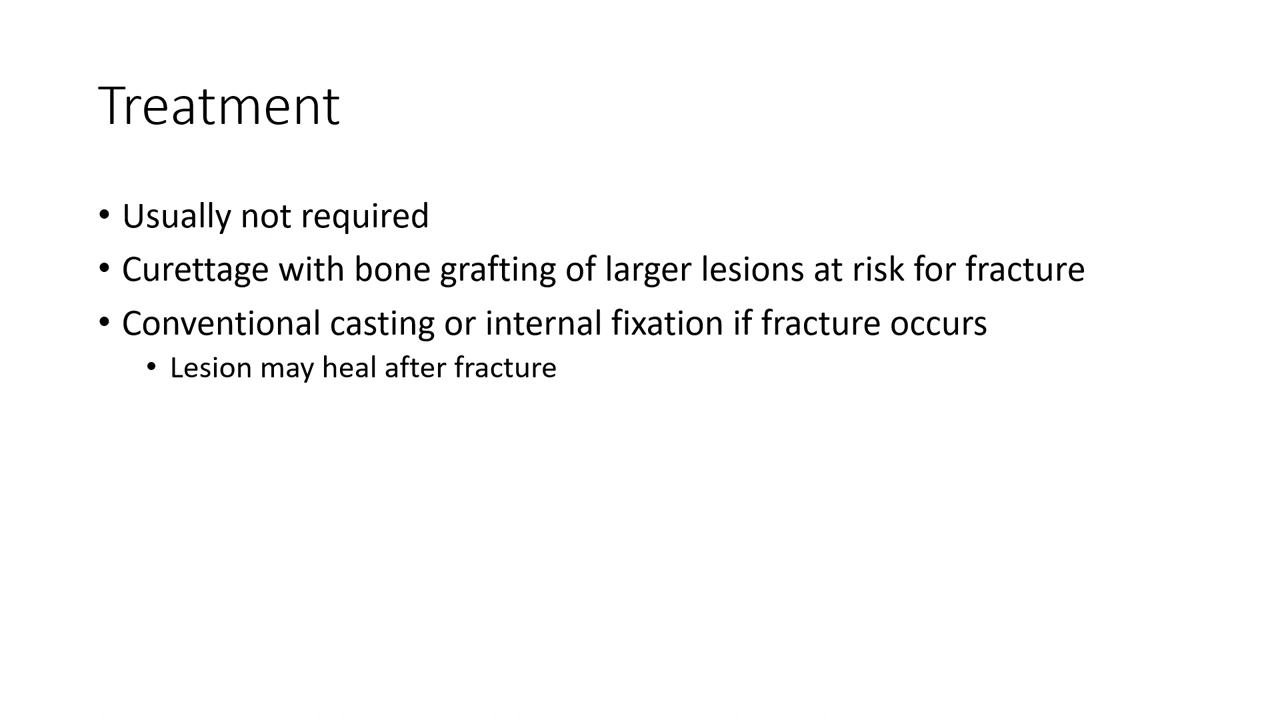 Treatment
• Usually not required
• Curettage with bone grafting of larger lesions at risk for fracture
• Conventional casting or internal fixation if fracture occurs
• Lesion may heal after fracture